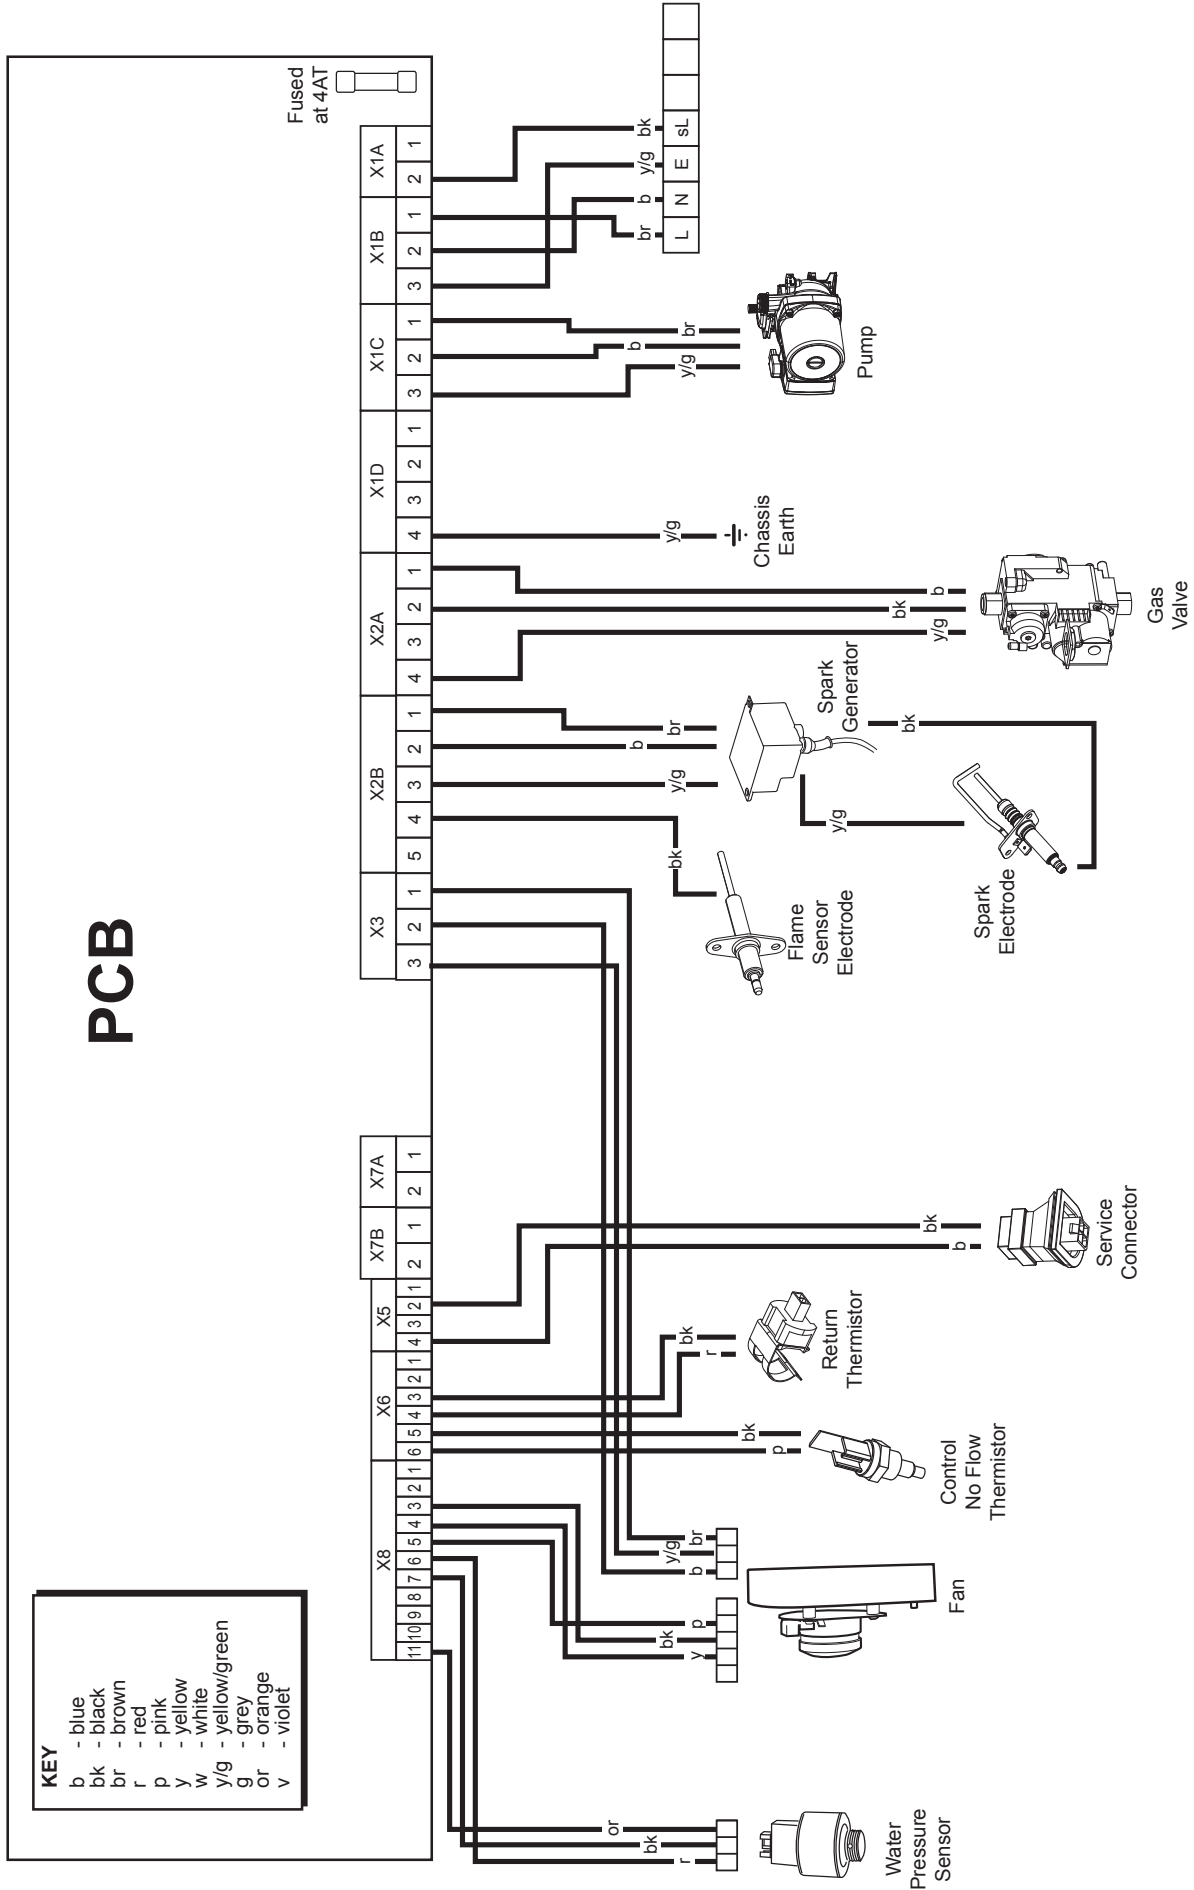 PCB
KEY
b - blue
bk - black
br - brown
r - red
p - pink
y - yellow
w - white
y/g - yellow/green
g - grey
or - orange
v - violet
Fused
at 4AT
X8
X6
X5
X7B
X7A
X3
X2B
X2A
X1D
X1C
X1B
X1A
11 10 9 8 7 6 5 4 3 2 1
6 5 4 3 2 1
4 3 2 1
2 1
2 1
3 2 1
5 4 3 2 1
4 3 2 1
4 3 2 1
3 2 1
3 2 1
2 1
r
bk
or
Water
Pressure
Sensor
y
bk
p
b
y/g
br
Fan
p
bk
Control
No Flow
Thermistor
r
bk
Return
Thermistor
b
bk
Service
Connector
bk
Flame
Sensor
Electrode
y/g
b
br
Spark
Generator
y/g
bk
Spark
Electrode
y/g
bk
b
Gas
Valve
y/g
Chassis
Earth
y/g
b
br
Pump
br
b
y/g
bk
L N E sL